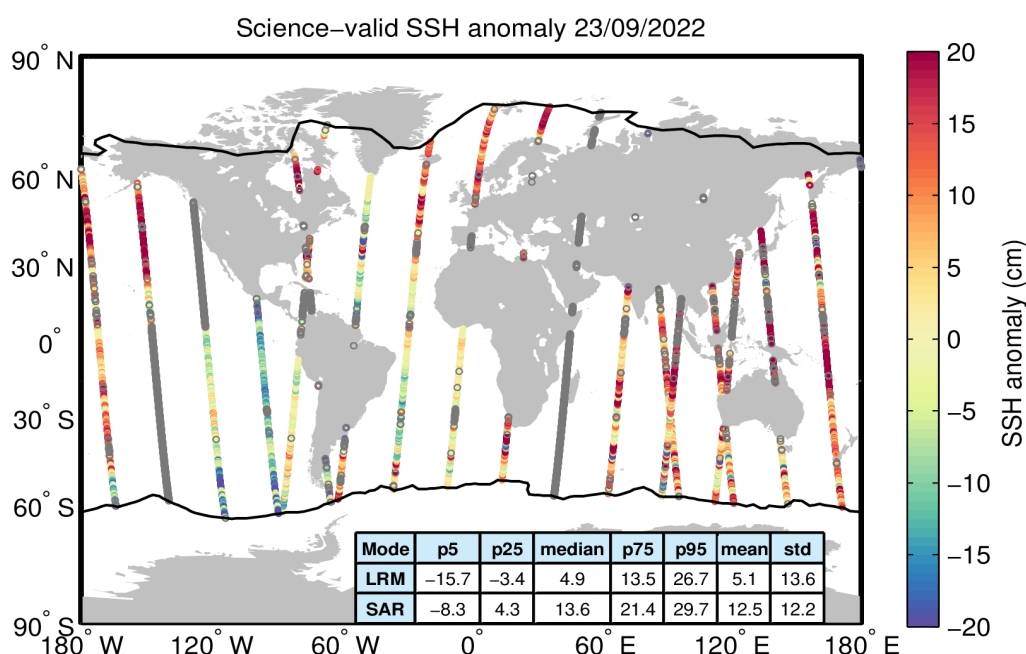 Science−valid SSH anomaly 23/09/2022
90° N
60° N
30° N
0°
30° S
60° S
90° S
180° W
120° W
60° W
0°
60° E
120° E
180° E
Mode p5 p25 median p75 p95 mean std
LRM −15.7 −3.4 4.9 13.5 26.7 5.1 13.6
SAR −8.3 4.3 13.6 21.4 29.7 12.5 12.2
20
15
10
5
0
−5
−10
−15
−20
SSH anomaly (cm)